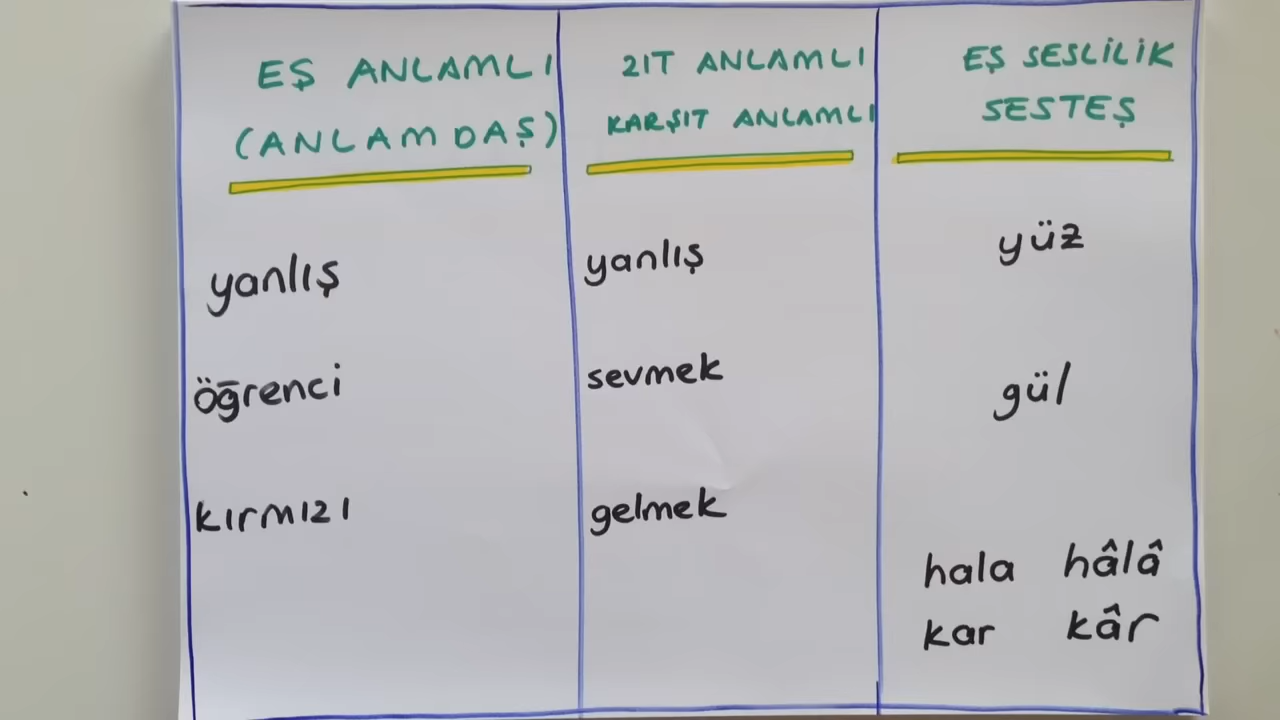 EŞ ANLAMLI
(ANLAMDAŞ)
yanlış
öğrenci
kırmızı
ZIT ANLAMLI
KARŞIT ANLAMLI
yanlış
sevmek
gelmek
EŞ SESLİLİK
SESTEŞ
yüz
gül
hala hâlâ
kar kâr